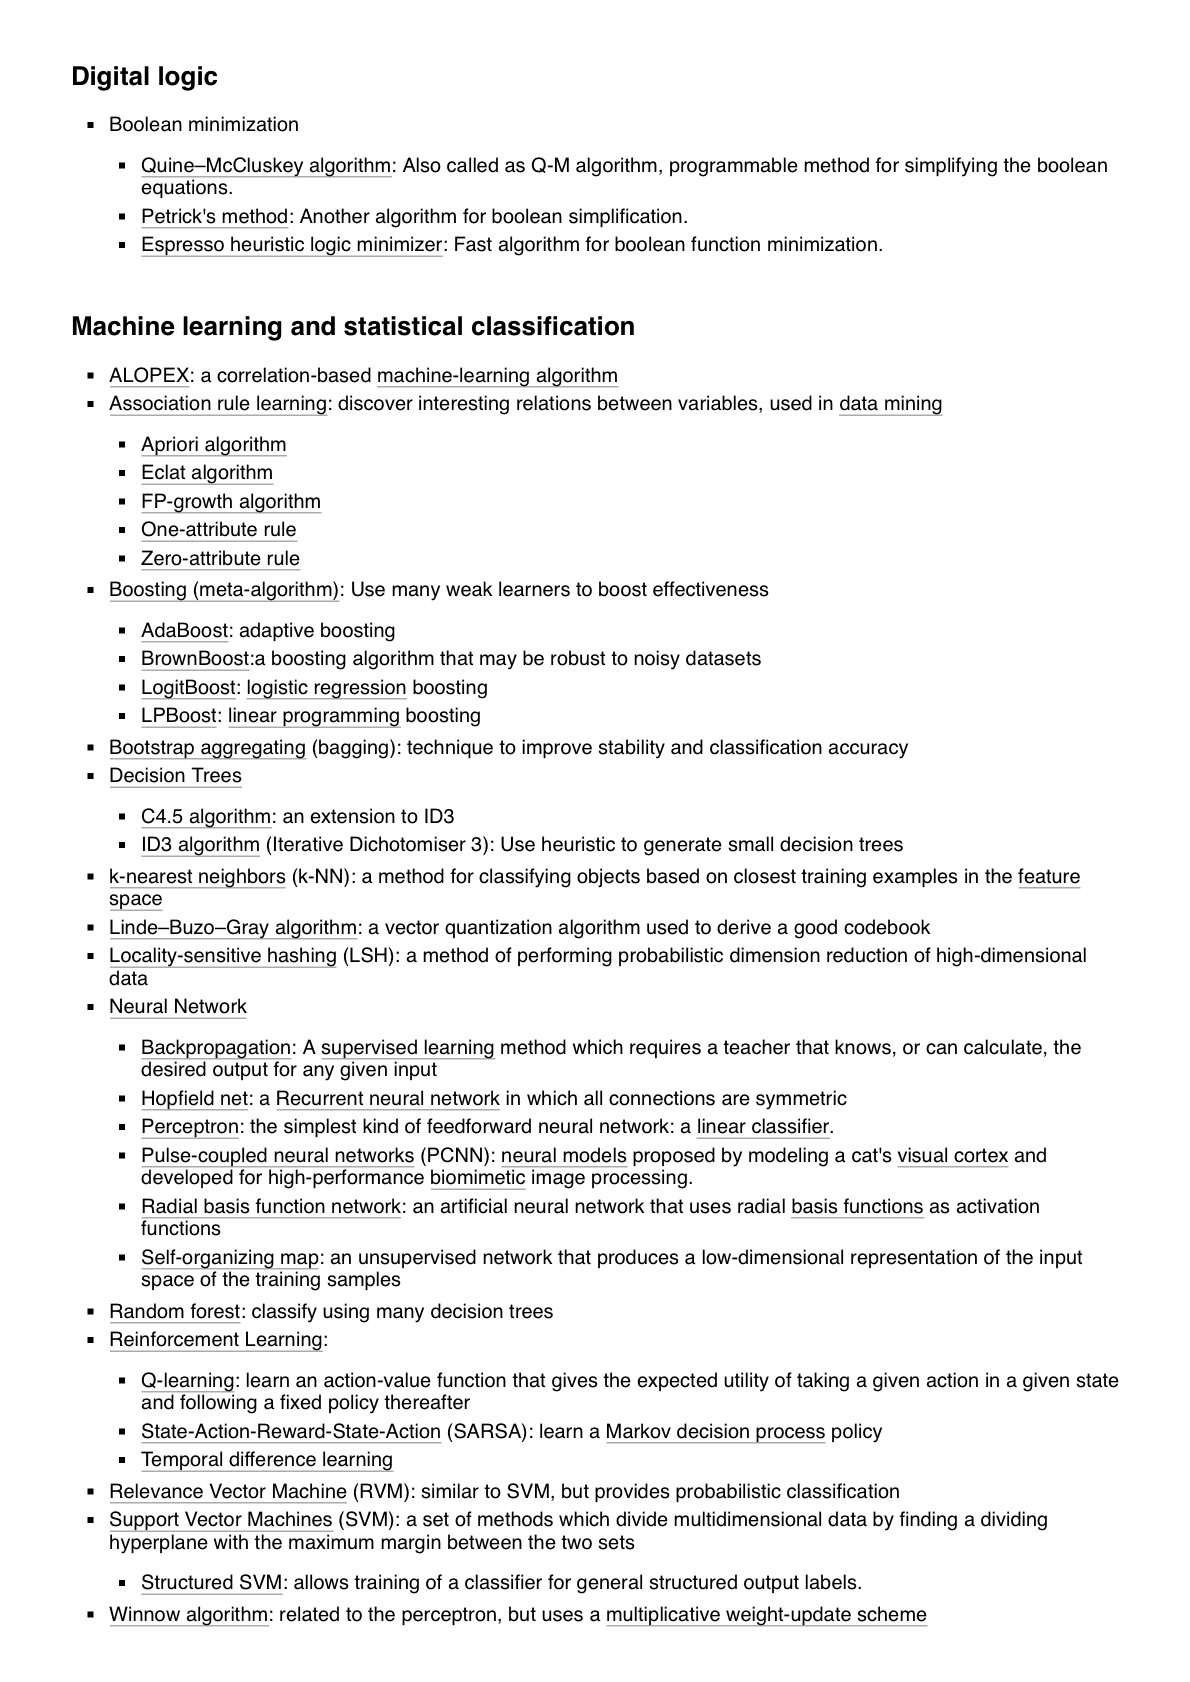 Digital logic
▪ Boolean minimization
▪ Quine–McCluskey algorithm: Also called as Q-M algorithm, programmable method for simplifying the boolean
equations.
▪ Petrick's method: Another algorithm for boolean simplification.
▪ Espresso heuristic logic minimizer: Fast algorithm for boolean function minimization.
Machine learning and statistical classification
▪ ALOPEX: a correlation-based machine-learning algorithm
▪ Association rule learning: discover interesting relations between variables, used in data mining
▪ Apriori algorithm
▪ Eclat algorithm
▪ FP-growth algorithm
▪ One-attribute rule
▪ Zero-attribute rule
▪ Boosting (meta-algorithm): Use many weak learners to boost effectiveness
▪ AdaBoost: adaptive boosting
▪ BrownBoost:a boosting algorithm that may be robust to noisy datasets
▪ LogitBoost: logistic regression boosting
▪ LPBoost: linear programming boosting
▪ Bootstrap aggregating (bagging): technique to improve stability and classification accuracy
▪ Decision Trees
▪ C4.5 algorithm: an extension to ID3
▪ ID3 algorithm (Iterative Dichotomiser 3): Use heuristic to generate small decision trees
▪ k-nearest neighbors (k-NN): a method for classifying objects based on closest training examples in the feature
space
▪ Linde–Buzo–Gray algorithm: a vector quantization algorithm used to derive a good codebook
▪ Locality-sensitive hashing (LSH): a method of performing probabilistic dimension reduction of high-dimensional
data
▪ Neural Network
▪ Backpropagation: A supervised learning method which requires a teacher that knows, or can calculate, the
desired output for any given input
▪ Hopfield net: a Recurrent neural network in which all connections are symmetric
▪ Perceptron: the simplest kind of feedforward neural network: a linear classifier.
▪ Pulse-coupled neural networks (PCNN): neural models proposed by modeling a cat's visual cortex and
developed for high-performance biomimetic image processing.
▪ Radial basis function network: an artificial neural network that uses radial basis functions as activation
functions
▪ Self-organizing map: an unsupervised network that produces a low-dimensional representation of the input
space of the training samples
▪ Random forest: classify using many decision trees
▪ Reinforcement Learning:
▪ Q-learning: learn an action-value function that gives the expected utility of taking a given action in a given state
and following a fixed policy thereafter
▪ State-Action-Reward-State-Action (SARSA): learn a Markov decision process policy
▪ Temporal difference learning
▪ Relevance Vector Machine (RVM): similar to SVM, but provides probabilistic classification
▪ Support Vector Machines (SVM): a set of methods which divide multidimensional data by finding a dividing
hyperplane with the maximum margin between the two sets
▪ Structured SVM: allows training of a classifier for general structured output labels.
▪ Winnow algorithm: related to the perceptron, but uses a multiplicative weight-update scheme